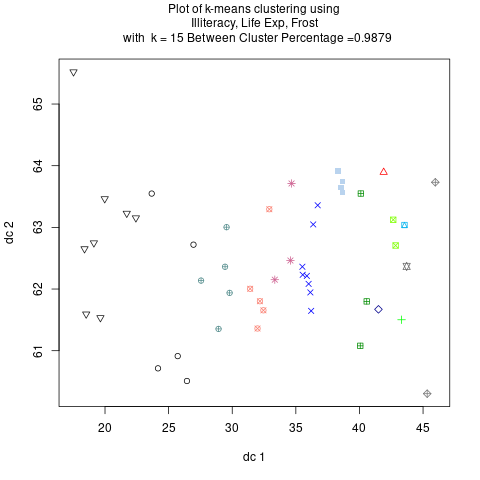 Plot of k-means clustering using
Illiteracy, Life Exp, Frost
with  k = 15 Between Cluster Percentage =0.9879
65
64
63
62
61
dc 2
20 25 30 35 40 45
dc 1